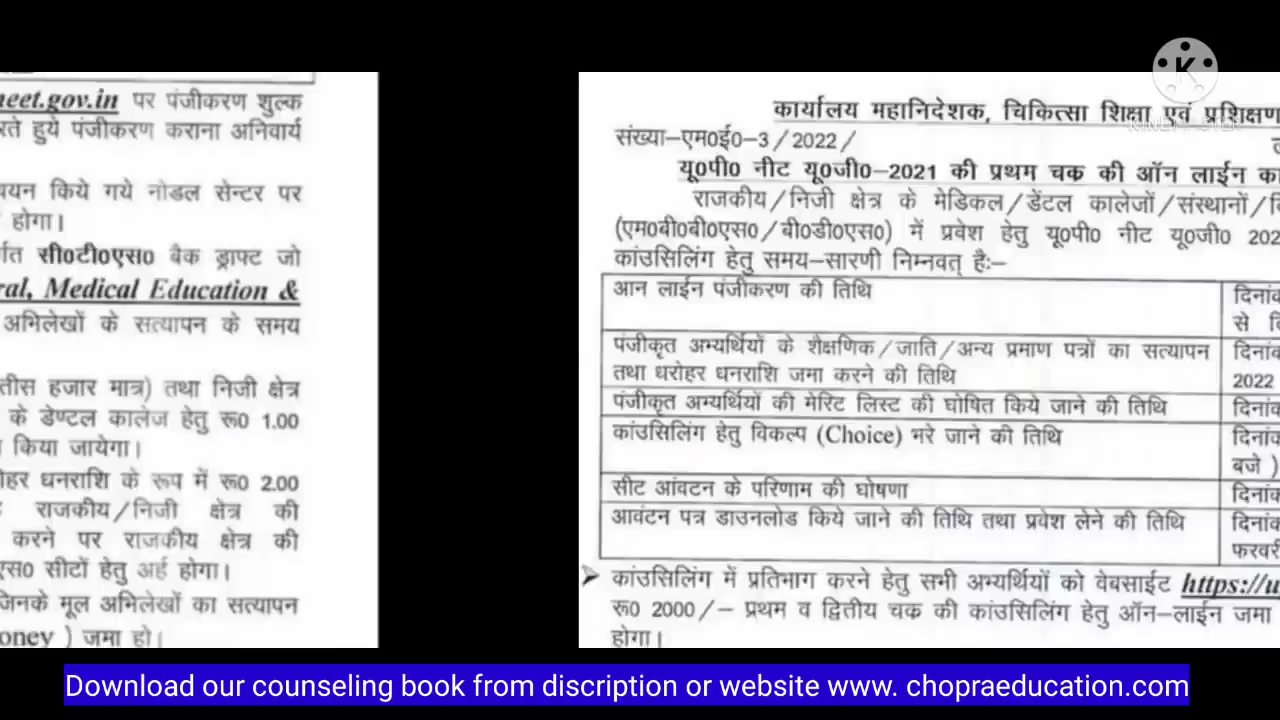 neet.gov.in पर पंजीकरण शुल्क
रते हुये पंजीकरण कराना अनिवार्य
चयन किये गये नोडल सेन्टर पर
होगा।
र्गत सी0टी0एस0 बैक ड्राफ्ट जो
ral, Medical Education &
अभिलेखों के सत्यापन के समय
तीस हजार मात्र) तथा निजी क्षेत्र
के डेण्टल कालेज हेतु रू0 1.00
किया जायेगा।
रोहर धनराशि के रूप में रू0 2.00
राजकीय/निजी क्षेत्र की
करने पर राजकीय क्षेत्र की
एस0 सीटों हेतु अर्ह होगा।
जिनके मूल अभिलेखों का सत्यापन
oney ) जमा हो।
K
KINEMASTER
कार्यालय महानिदेशक, चिकित्सा शिक्षा एवं प्रशिक्षण
संख्या–एम0ई0–3/2022/
यू0पी0 नीट यू0जी0–2021 की प्रथम चक की ऑन लाईन का
राजकीय/निजी क्षेत्र के मेडिकल/डेंटल कालेजों/संस्थानों/वि
(एम0बी0बी0एस0/बी0डी0एस0) में प्रवेश हेतु यू0पी0 नीट यू0जी0 202
कांउसिलिंग हेतु समय–सारणी निम्नवत् हैः–
आन लाईन पंजीकरण की तिथि दिनांक
से दि
पंजीकृत अभ्यर्थियों के शैक्षणिक/जाति/अन्य प्रमाण पत्रों का सत्यापन दिनांक
तथा धरोहर धनराशि जमा करने की तिथि 2022
पंजीकृत अभ्यर्थियों की मेरिट लिस्ट की घोषित किये जाने की तिथि दिनांक
कांउसिलिंग हेतु विकल्प (Choice) भरे जाने की तिथि दिनांक
बजे )
सीट आंवटन के परिणाम की घोषणा दिनांक
आवंटन पत्र डाउनलोड किये जाने की तिथि तथा प्रवेश लेने की तिथि दिनांक
फरवरी
➤ कांउसिलिंग में प्रतिभाग करने हेतु सभी अभ्यर्थियों को वेबसाईट https://u
रू0 2000/– प्रथम व द्वितीय चक की कांउसिलिंग हेतु ऑन–लाईन जमा
होगा।
Download our counseling book from discription or website www. chopraeducation.com